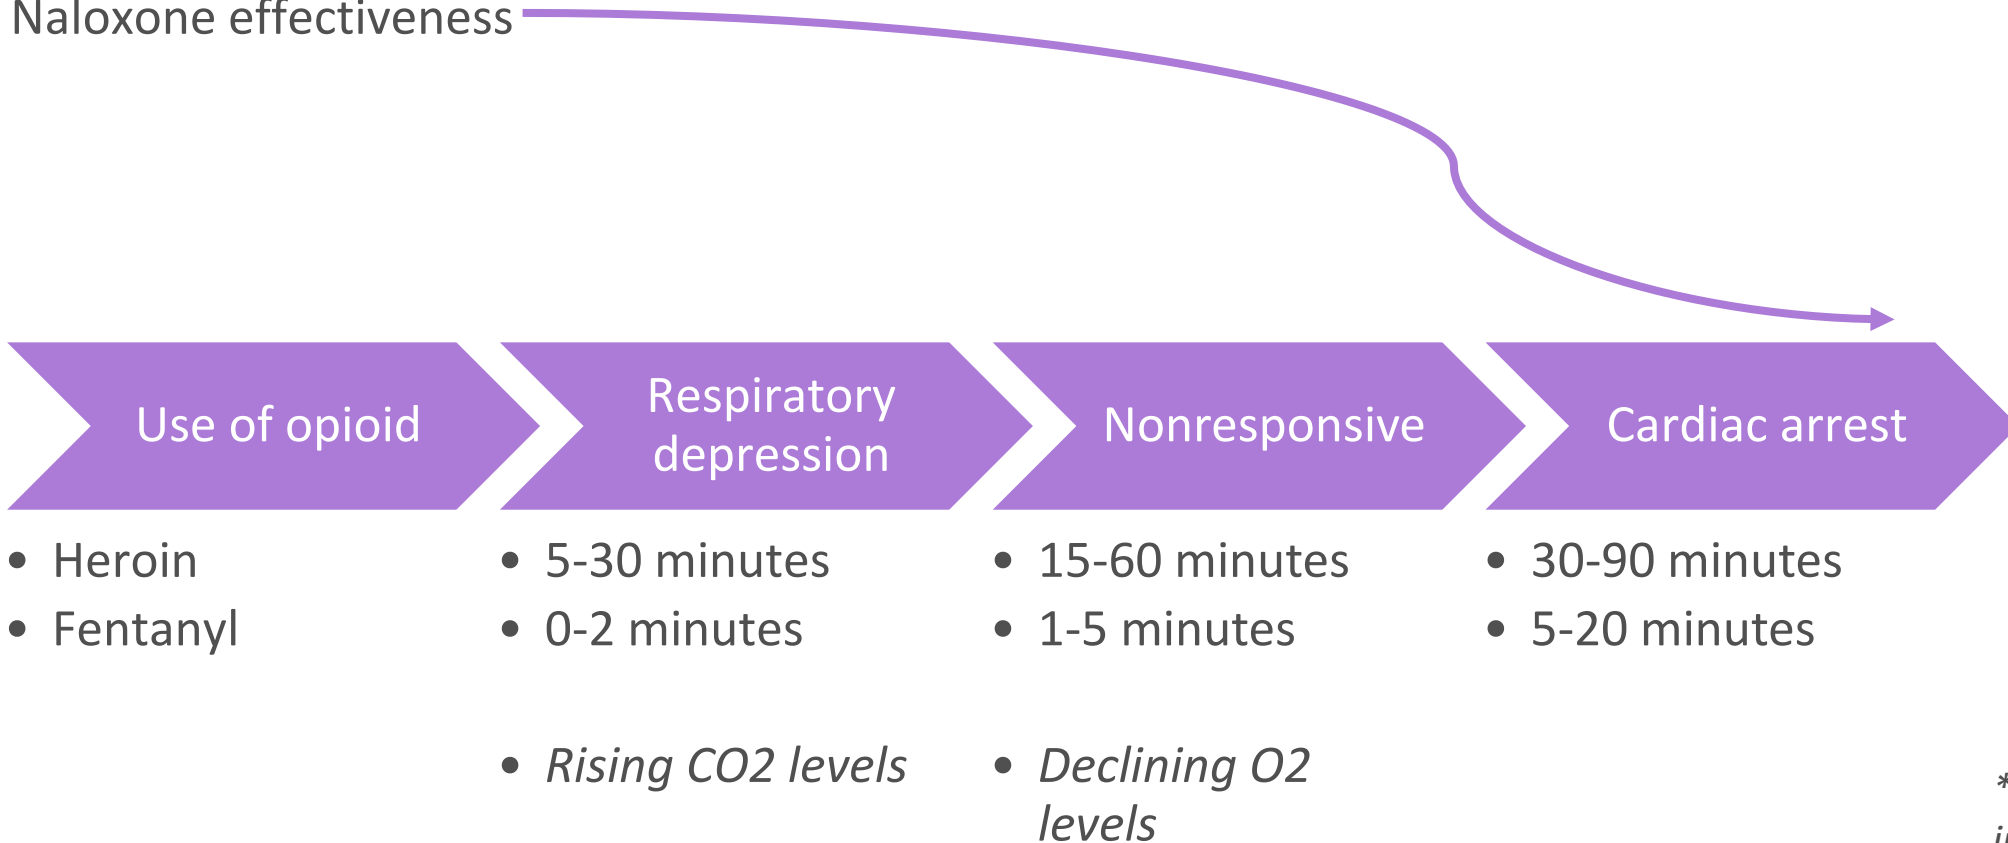 Naloxone effectiveness
Use of opioid
Respiratory
depression
Nonresponsive
Cardiac arrest
• Heroin
• Fentanyl
• 5-30 minutes
• 0-2 minutes
• Rising CO2 levels
• 15-60 minutes
• 1-5 minutes
• Declining O2
levels
• 30-90 minutes
• 5-20 minutes
*